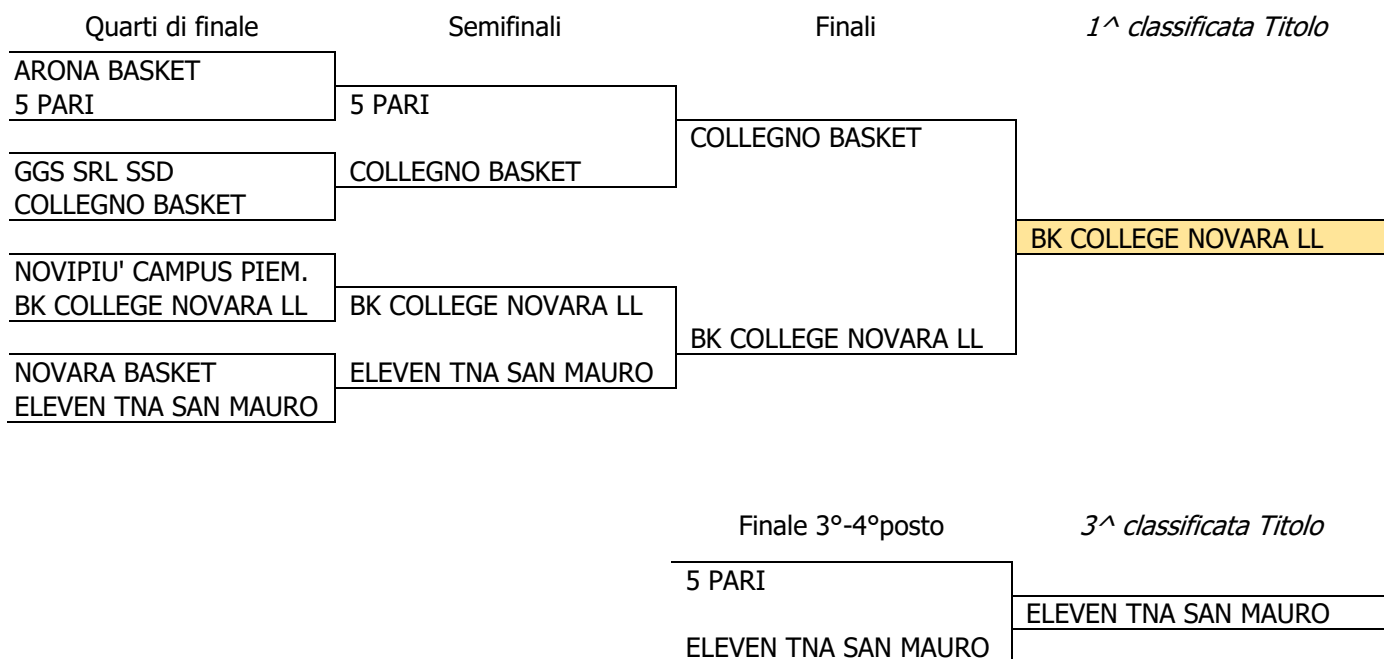 Quarti di finale Semifinali Finali 1^ classificata Titolo
ARONA BASKET
5 PARI 5 PARI
COLLEGNO BASKET
GGS SRL SSD COLLEGNO BASKET
COLLEGNO BASKET
BK COLLEGE NOVARA LL
NOVIPIU' CAMPUS PIEM.
BK COLLEGE NOVARA LL BK COLLEGE NOVARA LL
BK COLLEGE NOVARA LL
NOVARA BASKET ELEVEN TNA SAN MAURO
ELEVEN TNA SAN MAURO
Finale 3°-4°posto 3^ classificata Titolo
5 PARI
ELEVEN TNA SAN MAURO
ELEVEN TNA SAN MAURO